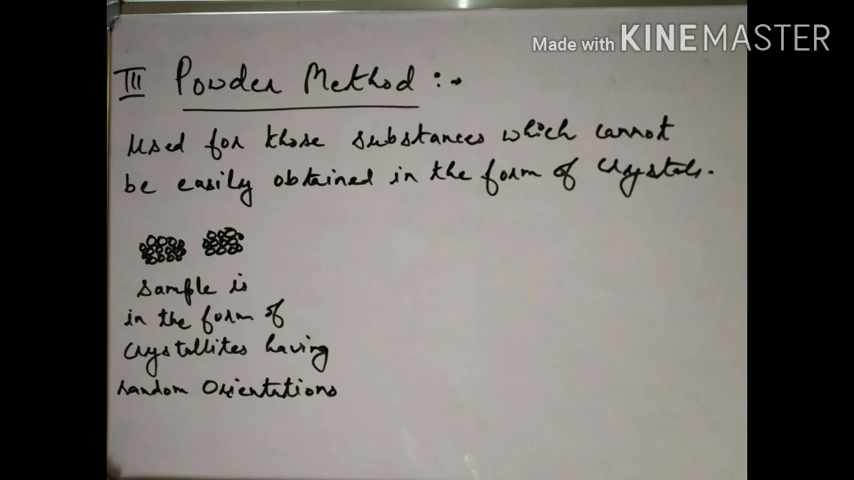 Made with KINEMASTER
III Powder Method :-
Used for those substances which cannot
be easily obtained in the form of crystals.
Sample is
in the form of
crystallites having
random Orientations